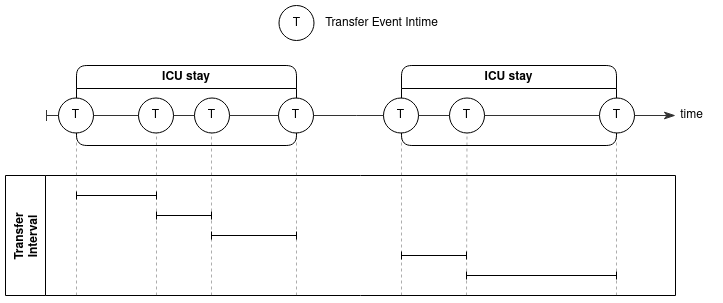 T
Transfer Event Intime
ICU stay
ICU stay
T
T
T
T
T
T
T
time
Transfer
Interval